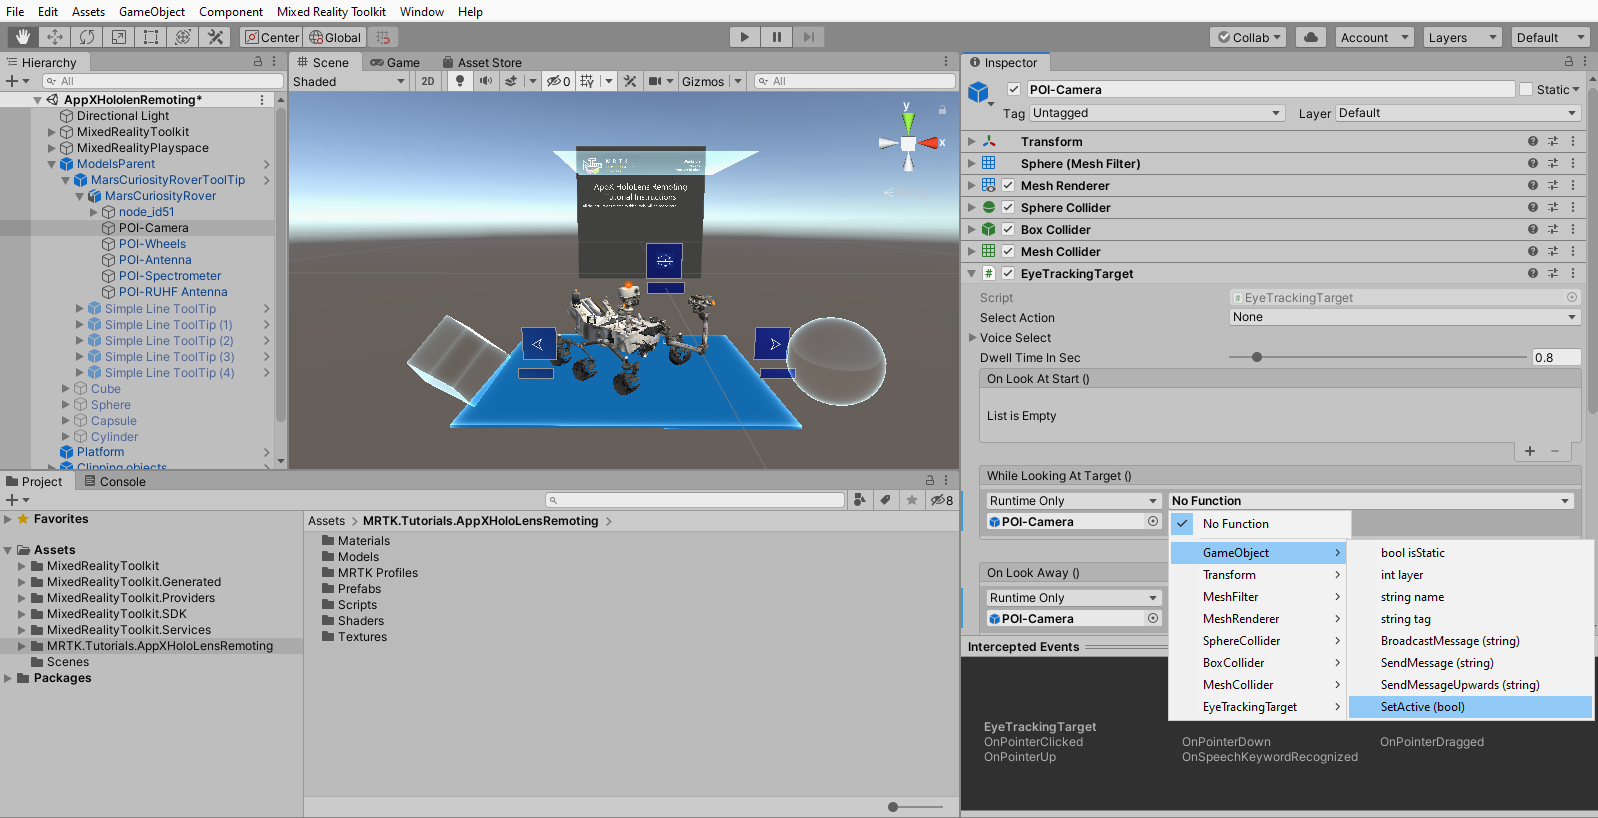 File Edit Assets GameObject Component Mixed Reality Toolkit Window Help
Center Global Collab Account Layers Default
Hierarchy
All
AppXHololenRemoting*
Directional Light
MixedRealityToolkit
MixedRealityPlayspace
ModelsParent
MarsCuriosityRoverToolTip
MarsCuriosityRover
node_id51
POI-Camera
POI-Wheels
POI-Antenna
POI-Spectrometer
POI-RUHF Antenna
Simple Line ToolTip
Simple Line ToolTip (1)
Simple Line ToolTip (2)
Simple Line ToolTip (3)
Simple Line ToolTip (4)
Cube
Sphere
Capsule
Cylinder
Platform
Clipping objects
Scene Game Asset Store
Shaded 2D 0 Gizmos All
y
x
MRTK
AppX HoloLens Remoting
Tutorial Instructions
Project Console
8
Favorites
Assets
MixedRealityToolkit
MixedRealityToolkit.Generated
MixedRealityToolkit.Providers
MixedRealityToolkit.SDK
MixedRealityToolkit.Services
MRTK.Tutorials.AppXHoloLensRemoting
Scenes
Packages
Assets > MRTK.Tutorials.AppXHoloLensRemoting >
Materials
Models
MRTK Profiles
Prefabs
Scripts
Shaders
Textures
Inspector
POI-Camera Static
Tag Untagged Layer Default
Transform
Sphere (Mesh Filter)
Mesh Renderer
Sphere Collider
Box Collider
Mesh Collider
EyeTrackingTarget
Script EyeTrackingTarget
Select Action None
Voice Select
Dwell Time In Sec 0.8
On Look At Start ()
List is Empty
While Looking At Target ()
Runtime Only No Function
POI-Camera
On Look Away ()
Runtime Only
POI-Camera
No Function
GameObject
Transform
MeshFilter
MeshRenderer
SphereCollider
BoxCollider
MeshCollider
EyeTrackingTarget
bool isStatic
int layer
string name
string tag
BroadcastMessage (string)
SendMessage (string)
SendMessageUpwards (string)
SetActive (bool)
Intercepted Events
EyeTrackingTarget
OnPointerClicked OnPointerDown OnPointerDragged
OnPointerUp OnSpeechKeywordRecognized